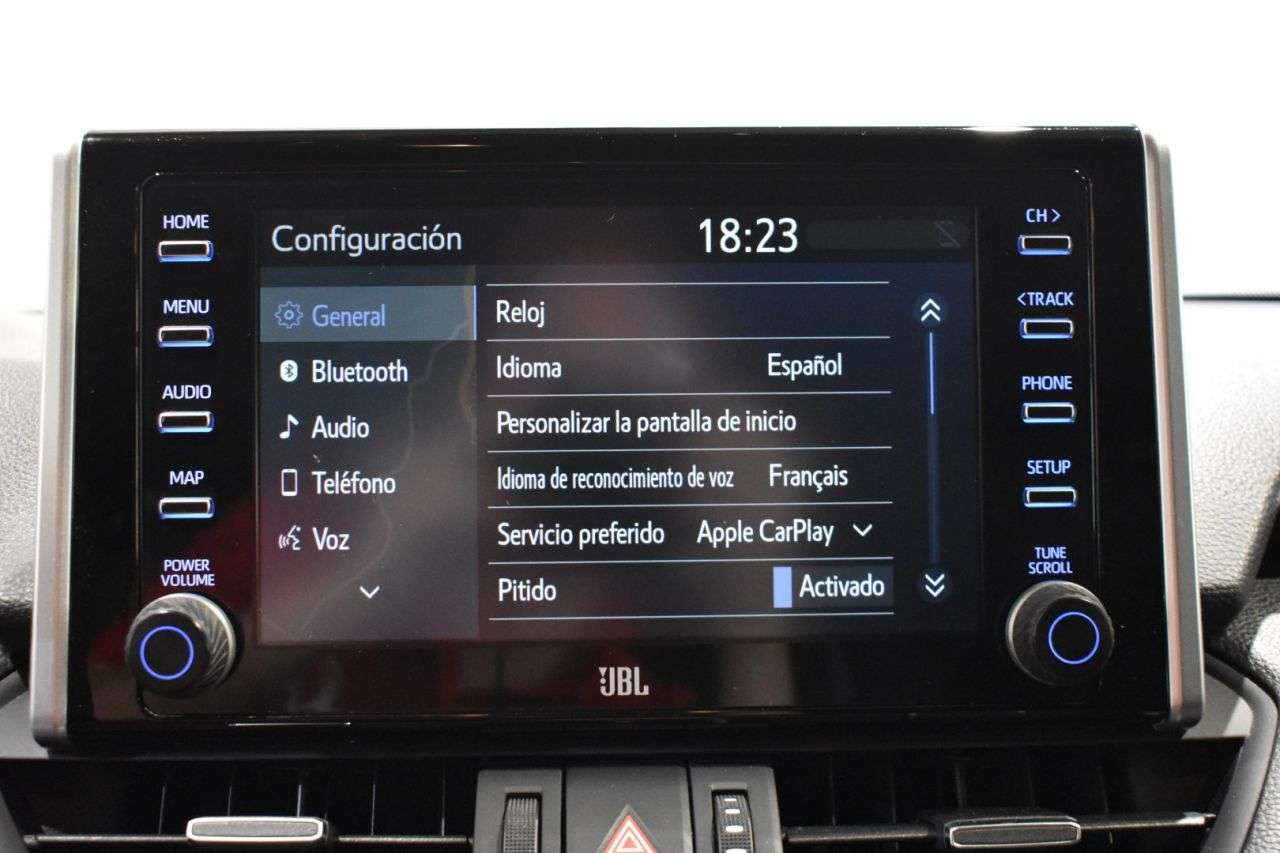 HOME
MENU
AUDIO
MAP
POWER
VOLUME
Configuración 18:23
General
Bluetooth
Audio
Teléfono
Voz
Reloj
Idioma Español
Personalizar la pantalla de inicio
Idioma de reconocimiento de voz Français
Servicio preferido Apple CarPlay
Pitido Activado
CH >
<TRACK
PHONE
SETUP
TUNE
SCROLL
JBL